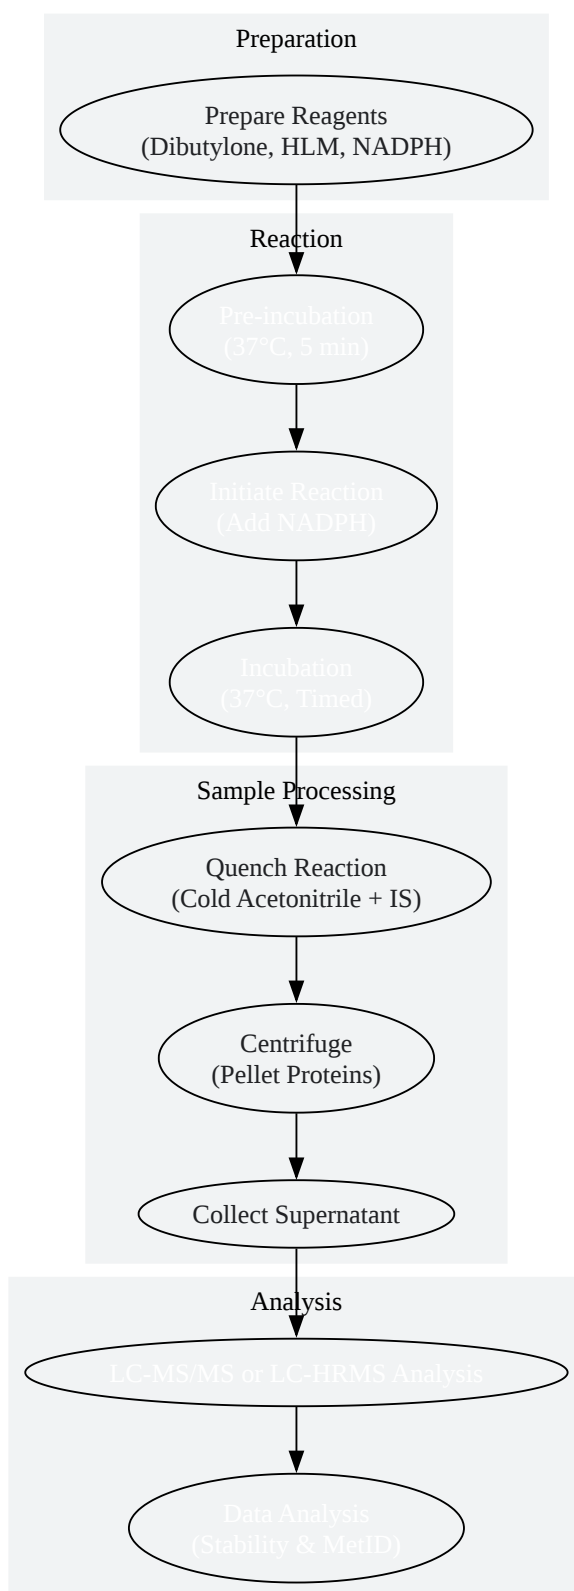 Preparation
Prepare Reagents
(Dibutylone, HLM, NADPH)
Reaction
Pre-incubation
(37°C, 5 min)
Initiate Reaction
(Add NADPH)
Incubation
(37°C, Timed)
Sample Processing
Quench Reaction
(Cold Acetonitrile + IS)
Centrifuge
(Pellet Proteins)
Collect Supernatant
Analysis
LC-MS/MS or LC-HRMS Analysis
Data Analysis
(Stability & MetID)